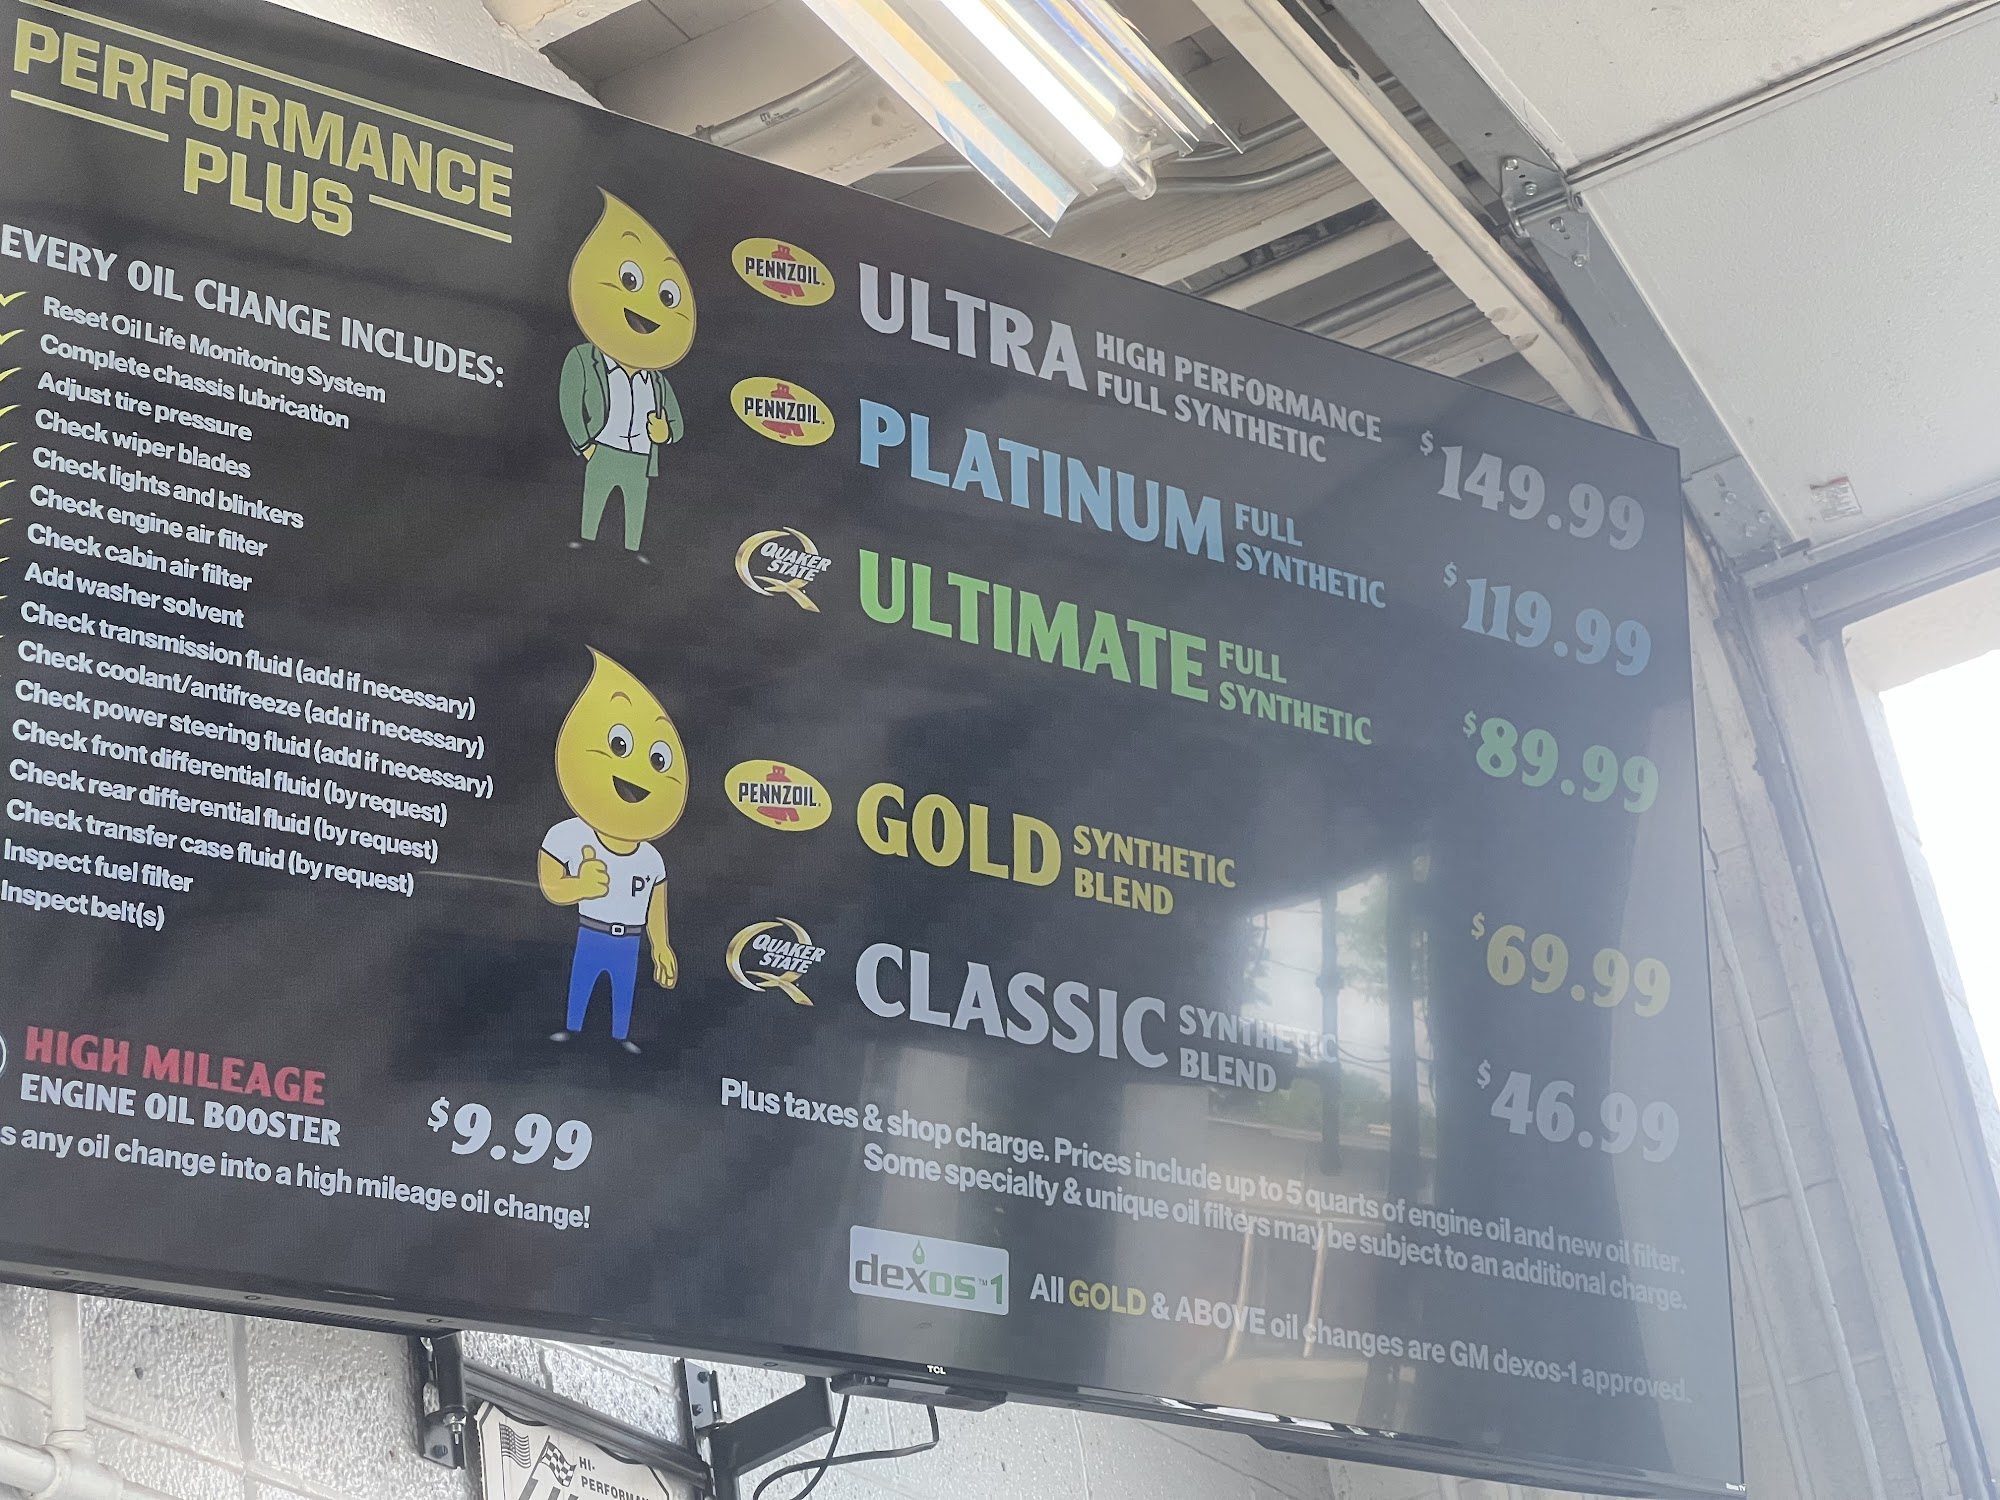 PERFORMANCE
PLUS
EVERY OIL CHANGE INCLUDES:
Reset Oil Life Monitoring System
Complete chassis lubrication
Adjust tire pressure
Check wiper blades
Check lights and blinkers
Check engine air filter
Check cabin air filter
Add washer solvent
Check transmission fluid (add if necessary)
Check coolant/antifreeze (add if necessary)
Check power steering fluid (add if necessary)
Check front differential fluid (by request)
Check rear differential fluid (by request)
Check transfer case fluid (by request)
Inspect fuel filter
Inspect belt(s)
HIGH MILEAGE
ENGINE OIL BOOSTER
$9.99
any oil change into a high mileage oil change!
P+
PENNZOIL
ULTRA HIGH PERFORMANCE
FULL SYNTHETIC
$149.99
PENNZOIL
PLATINUM FULL
SYNTHETIC
$119.99
QUAKER
STATE
ULTIMATE FULL
SYNTHETIC
$89.99
PENNZOIL
GOLD SYNTHETIC
BLEND
$69.99
QUAKER
STATE
CLASSIC SYNTHETIC
BLEND
$46.99
Plus taxes & shop charge. Prices include up to 5 quarts of engine oil and new oil filter.
Some specialty & unique oil filters may be subject to an additional charge.
dexos™1
All GOLD & ABOVE oil changes are GM dexos-1 approved.
TCL
HI-
PERFORMA